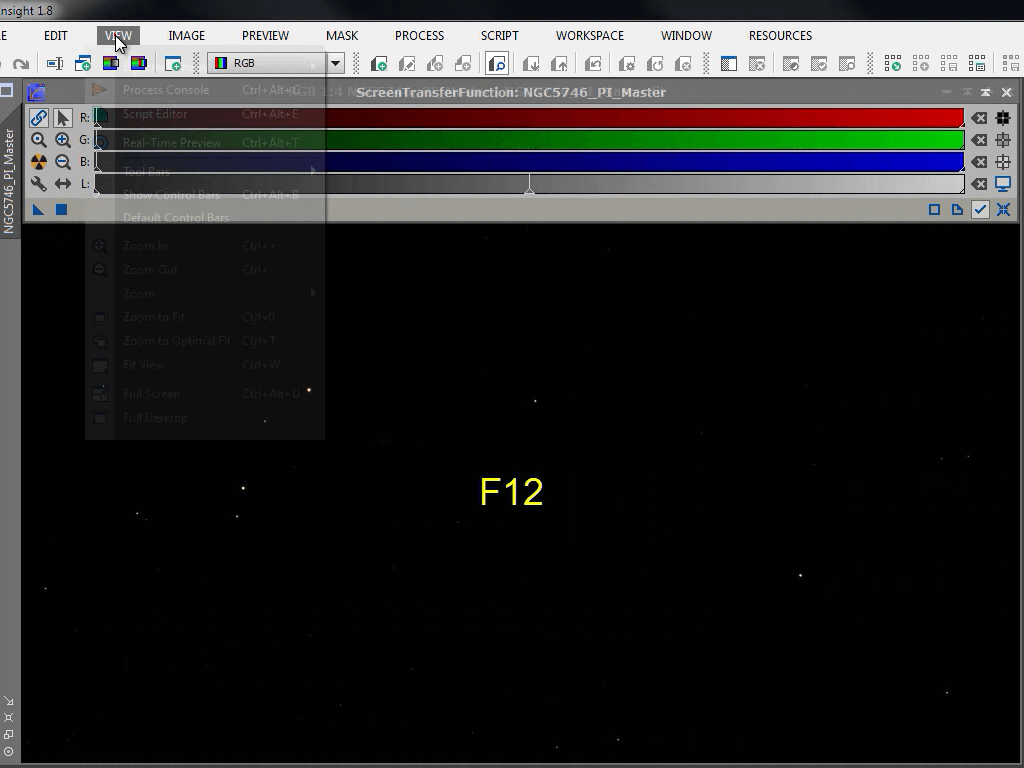 nsight 1.8
E EDIT VIEW IMAGE PREVIEW MASK PROCESS SCRIPT WORKSPACE WINDOW RESOURCES
RGB
ScreenTransferFunction: NGC5746_PI_Master
Process Console Ctrl+Alt+C
Script Editor Ctrl+Alt+E
Real-Time Preview Ctrl+Alt+T
Tool Bars
Show Control Bars Ctrl+Alt+B
Default Control Bars
Zoom In Ctrl++
Zoom Out Ctrl+-
Zoom
Zoom to Fit Ctrl+0
Zoom to Optimal Fit Ctrl+T
Fit View Ctrl+W
Full Screen Ctrl+Alt+U
Full Desktop
R:
G:
B:
L:
NGC5746_PI_Master
F12